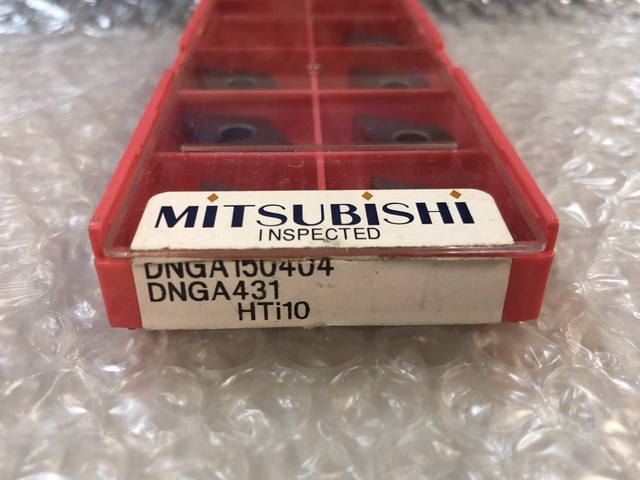 MiTSUBiSHi
INSPECTED
DNGA150404
DNGA431
HTi10